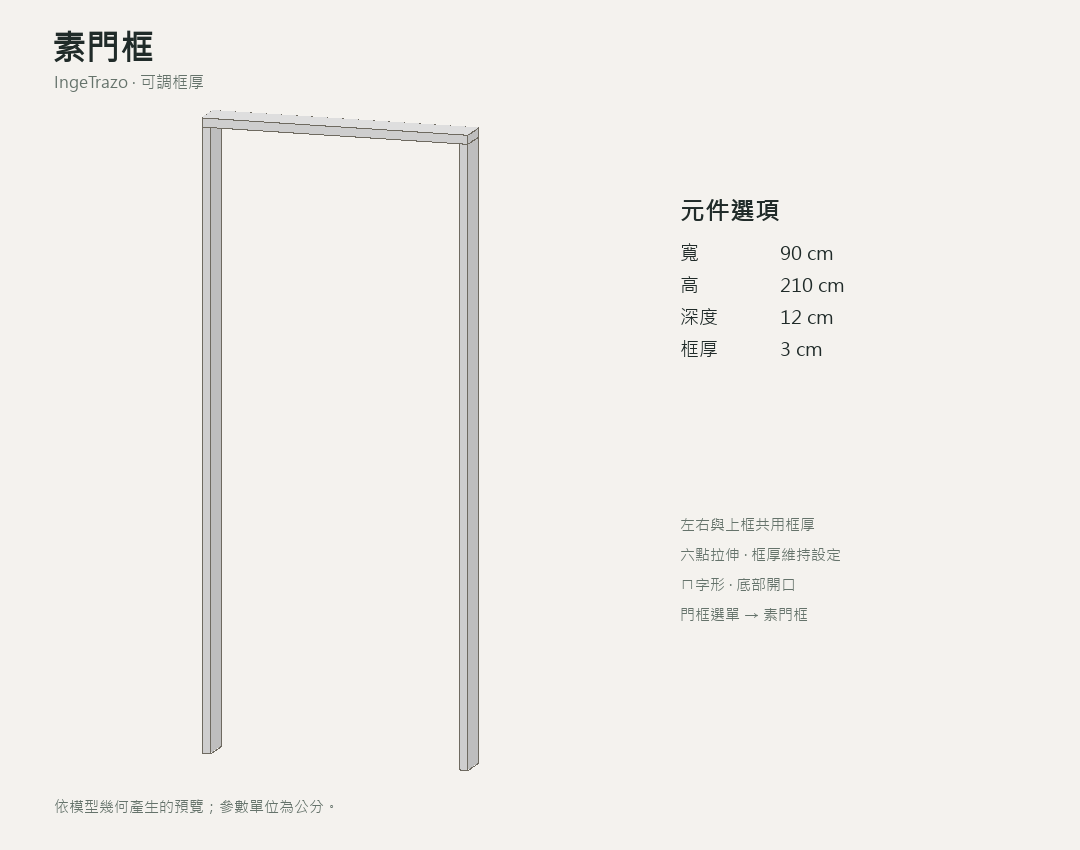 素門框
IngeTrazo · 可調框厚
元件選項
寬 90 cm
高 210 cm
深度 12 cm
框厚 3 cm
左右與上框共用框厚
六點拉伸 · 框厚維持設定
ㄇ字形 · 底部開口
門框選單 → 素門框
依模型幾何產生的預覽；參數單位為公分。